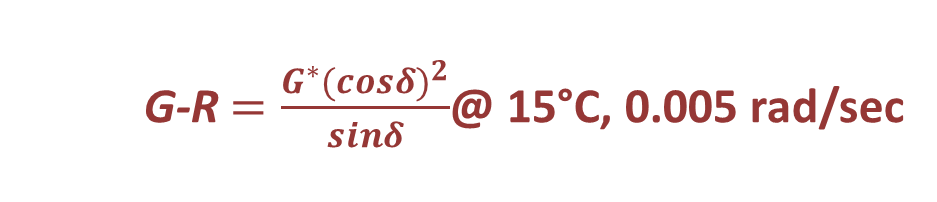 G-R = G*(cosδ)²/sinδ @ 15°C, 0.005 rad/sec